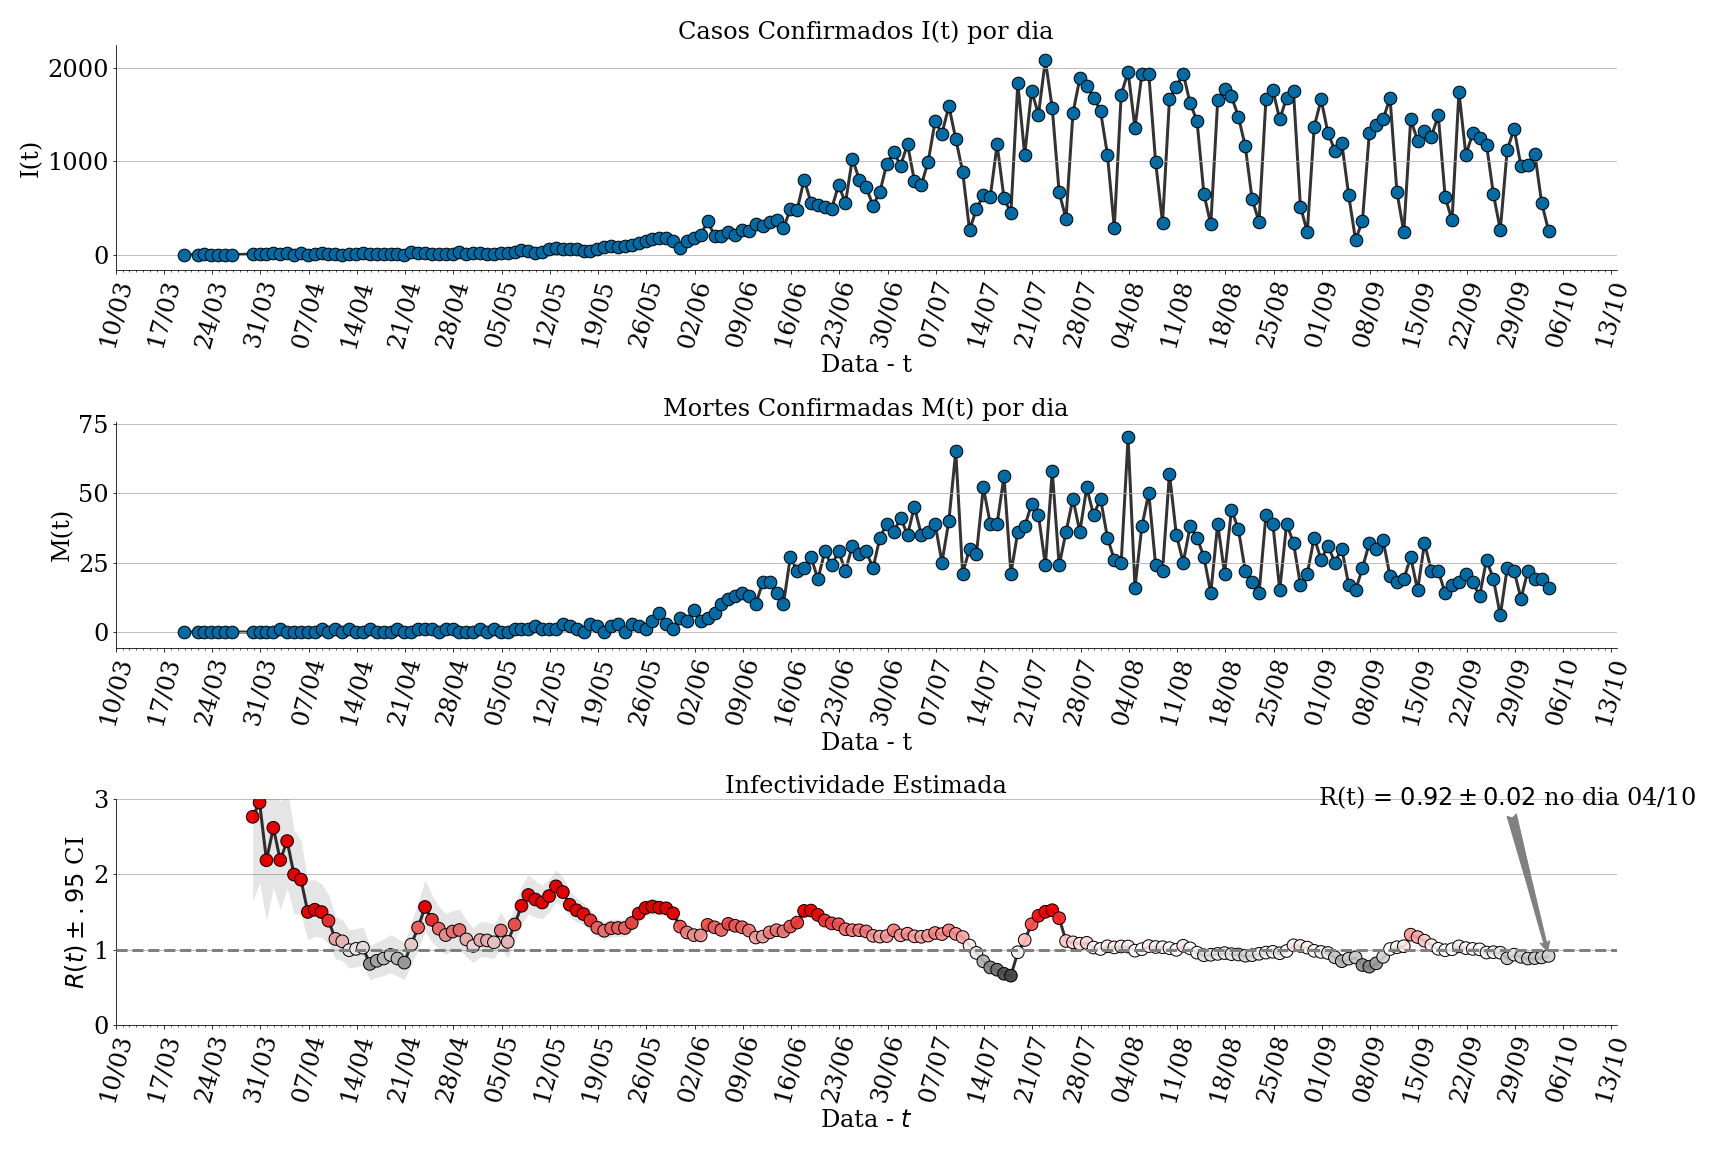 Casos Confirmados I(t) por dia
2000
1000
0
I(t)
10/03 17/03 24/03 31/03 07/04 14/04 21/04 28/04 05/05 12/05 19/05 26/05 02/06 09/06 16/06 23/06 30/06 07/07 14/07 21/07 28/07 04/08 11/08 18/08 25/08 01/09 08/09 15/09 22/09 29/09 06/10 13/10
Data - t
Mortes Confirmadas M(t) por dia
75
50
25
0
M(t)
10/03 17/03 24/03 31/03 07/04 14/04 21/04 28/04 05/05 12/05 19/05 26/05 02/06 09/06 16/06 23/06 30/06 07/07 14/07 21/07 28/07 04/08 11/08 18/08 25/08 01/09 08/09 15/09 22/09 29/09 06/10 13/10
Data - t
Infectividade Estimada
R(t) = 0.92 ± 0.02 no dia 04/10
3
2
1
0
R(t) ± .95 CI
10/03 17/03 24/03 31/03 07/04 14/04 21/04 28/04 05/05 12/05 19/05 26/05 02/06 09/06 16/06 23/06 30/06 07/07 14/07 21/07 28/07 04/08 11/08 18/08 25/08 01/09 08/09 15/09 22/09 29/09 06/10 13/10
Data - t